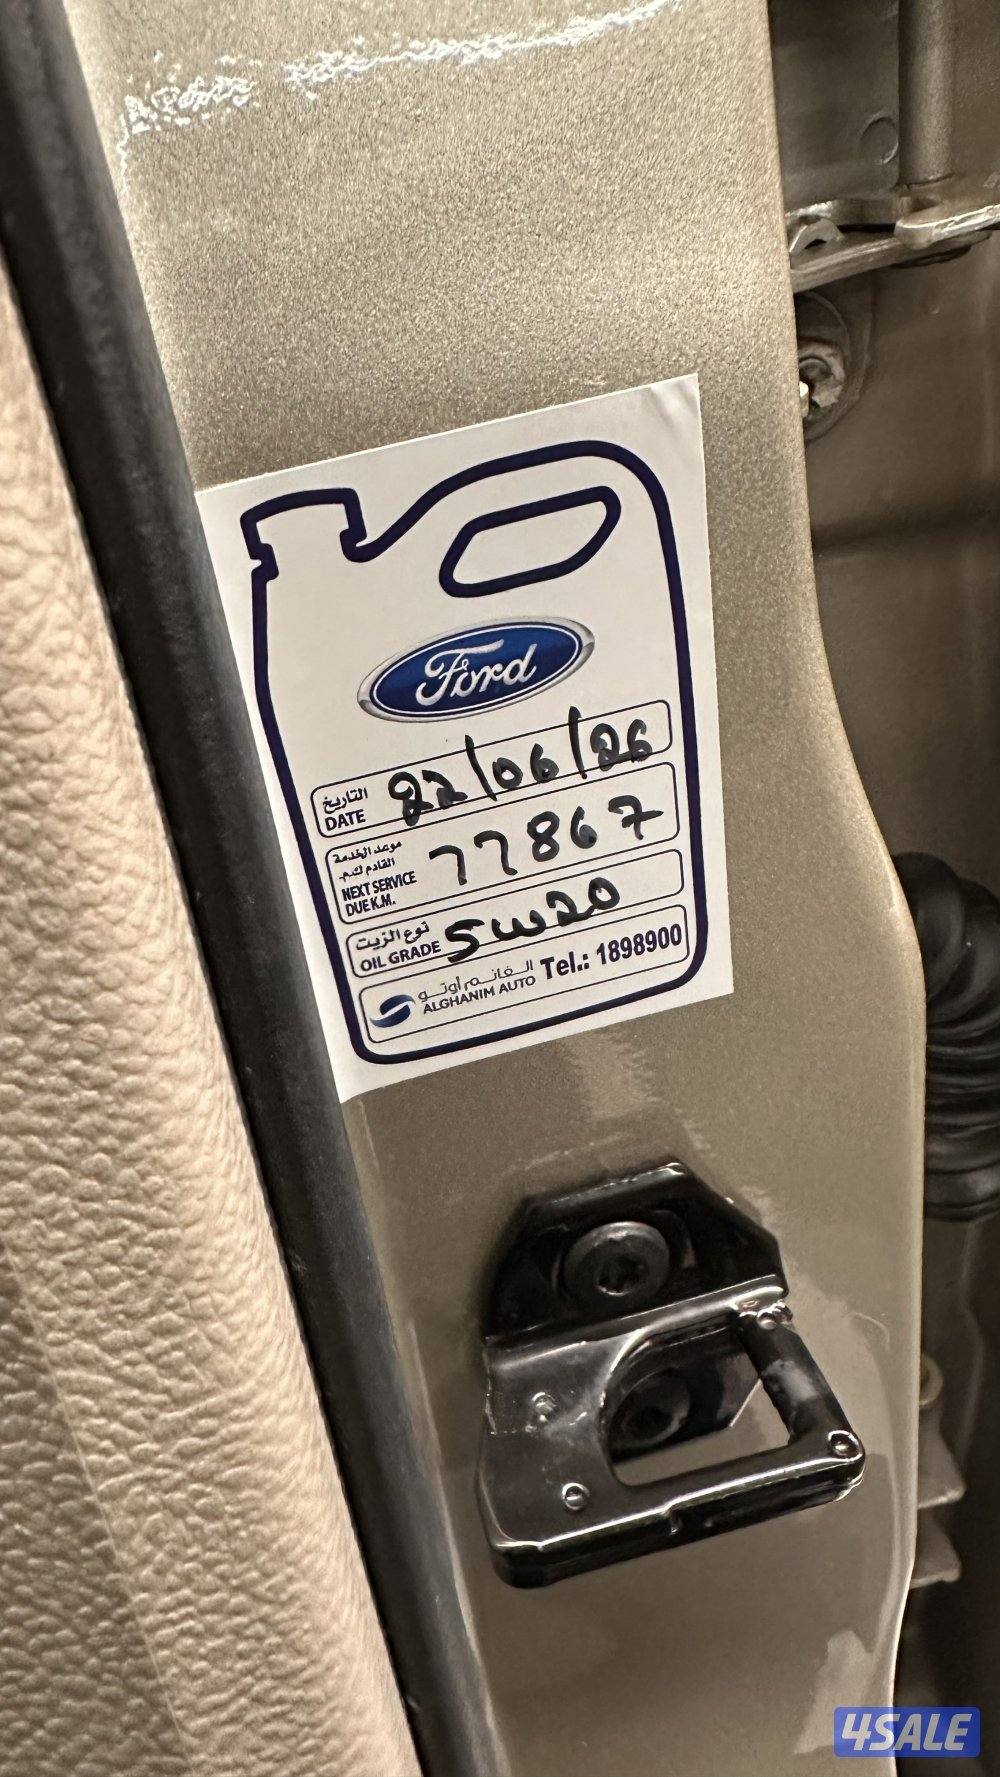 Ford
التاريخ
DATE 22/06/26
موعد الخدمة
القادم ك.م.
NEXT SERVICE
DUE K.M. 77867
نوع الزيت
OIL GRADE 5W20
الغانم أوتو
ALGHANIM AUTO Tel.: 1898900
4SALE